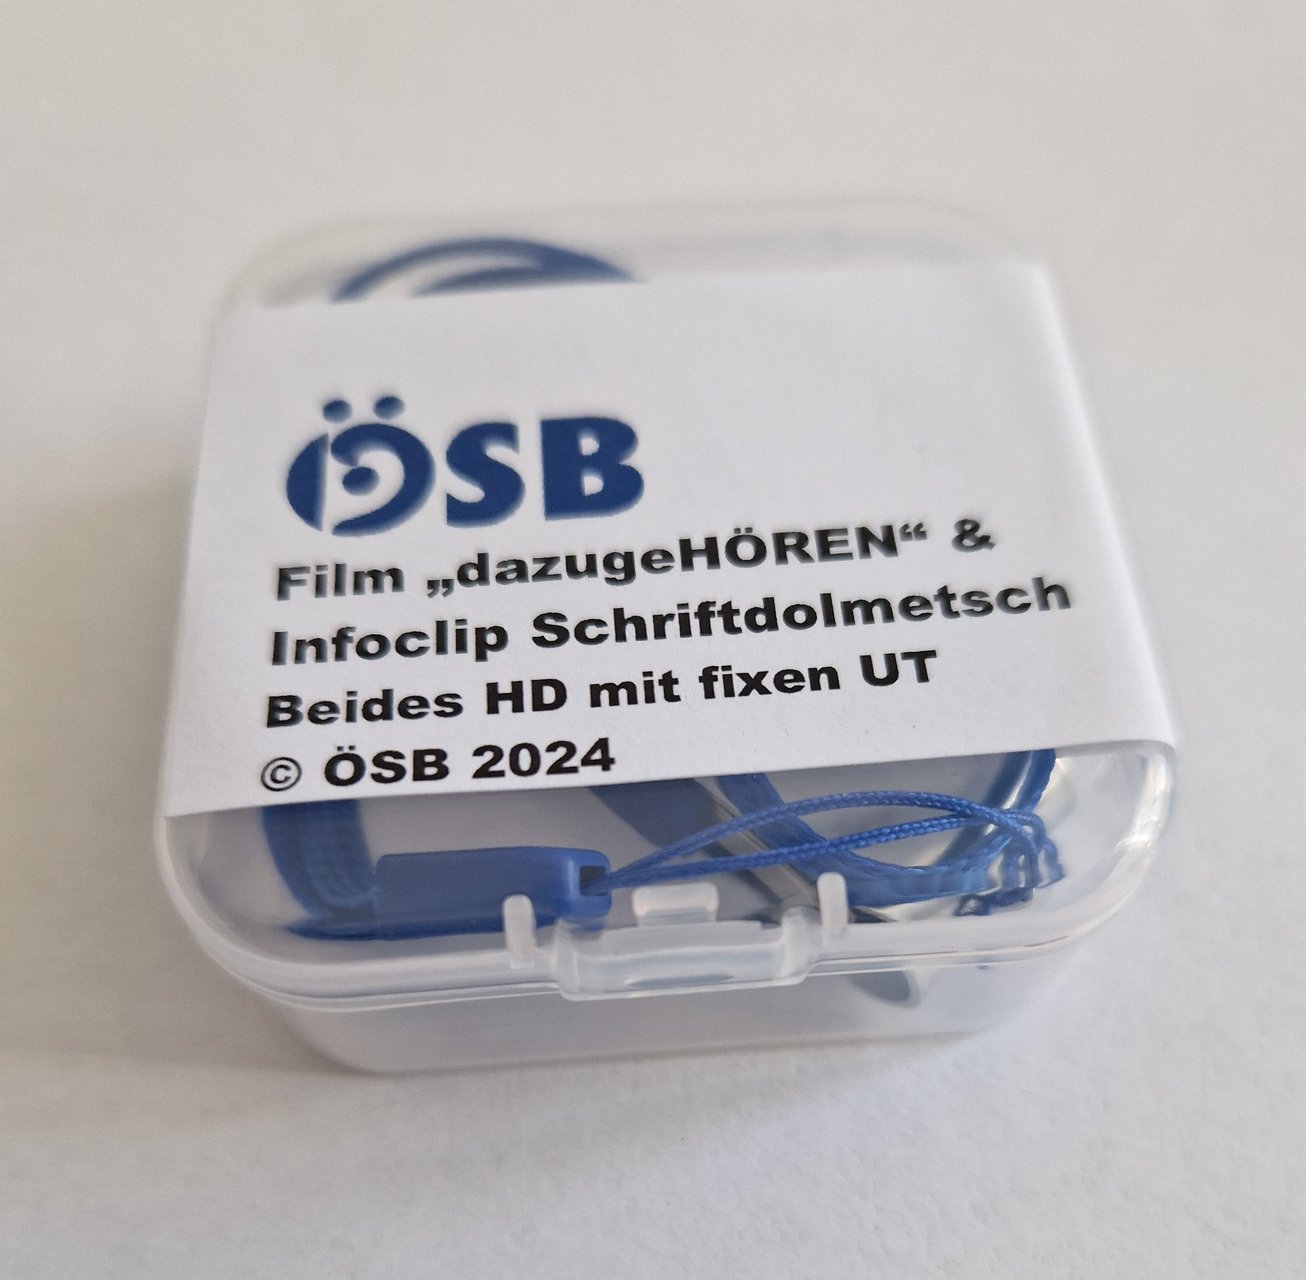 ÖSB
Film „dazugeHÖREN“ &
Infoclip Schriftdolmetsch
Beides HD mit fixen UT
© ÖSB 2024